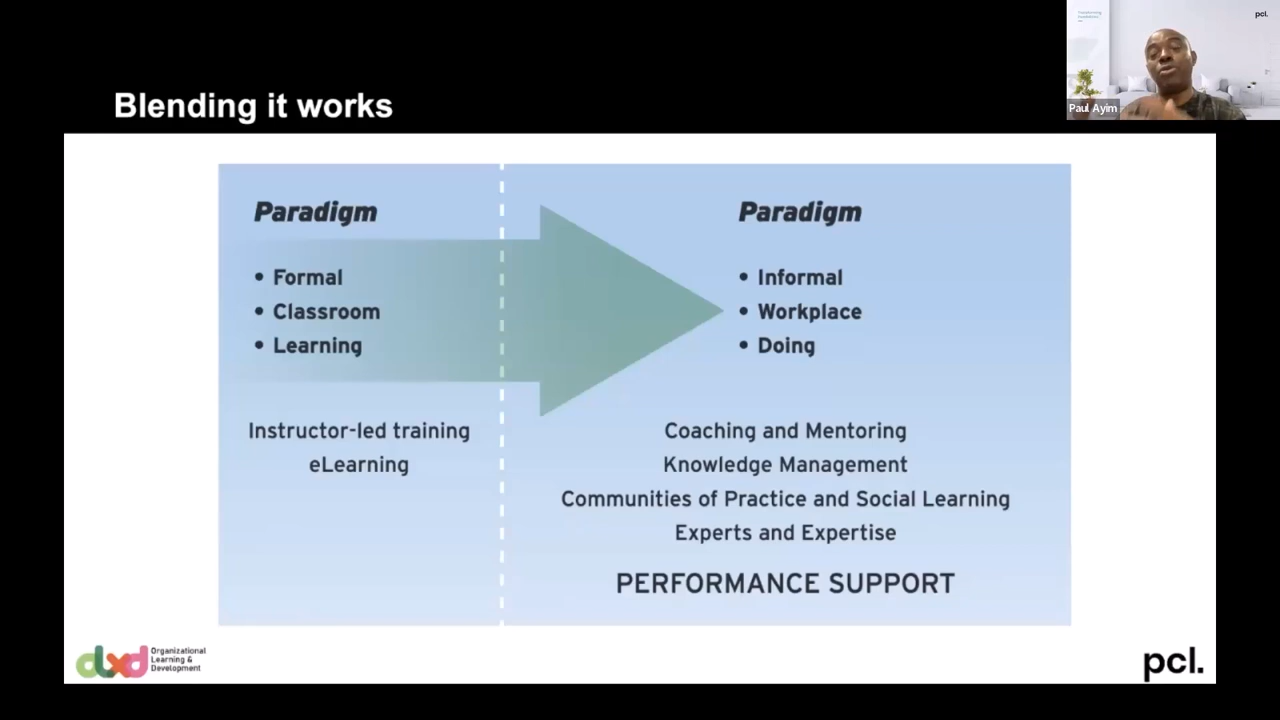 pcl.
Paul Ayim
Blending it works
Paradigm
• Formal
• Classroom
• Learning
Instructor-led training
eLearning
Paradigm
• Informal
• Workplace
• Doing
Coaching and Mentoring
Knowledge Management
Communities of Practice and Social Learning
Experts and Expertise
PERFORMANCE SUPPORT
dxd
Organizational
Learning &
Development
pcl.